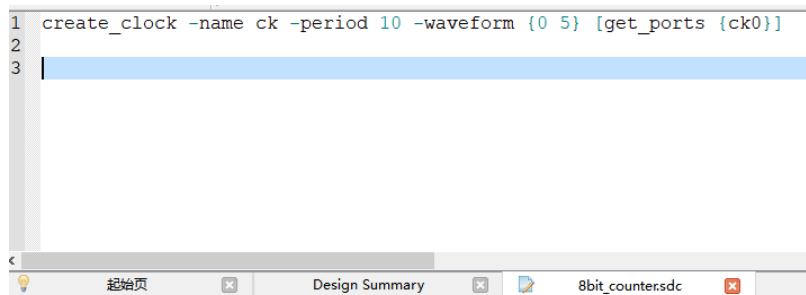 1 create_clock -name ck -period 10 -waveform {0 5} [get_ports {ck0}]
2
3
起始页 Design Summary 8bit_counter.sdc